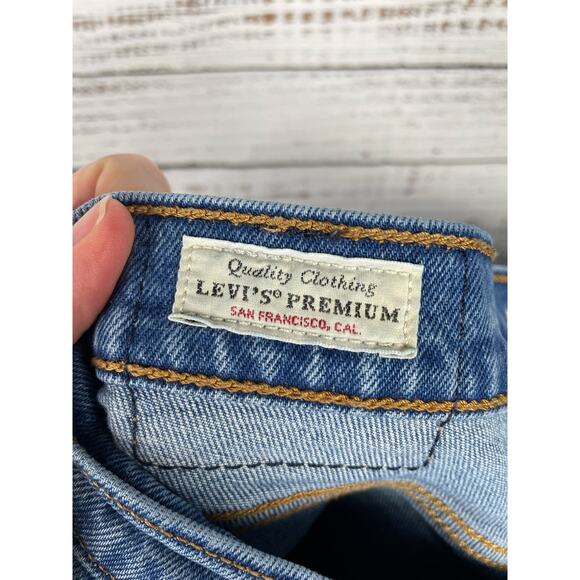 Quality Clothing
LEVI'S® PREMIUM
SAN FRANCISCO, CAL.